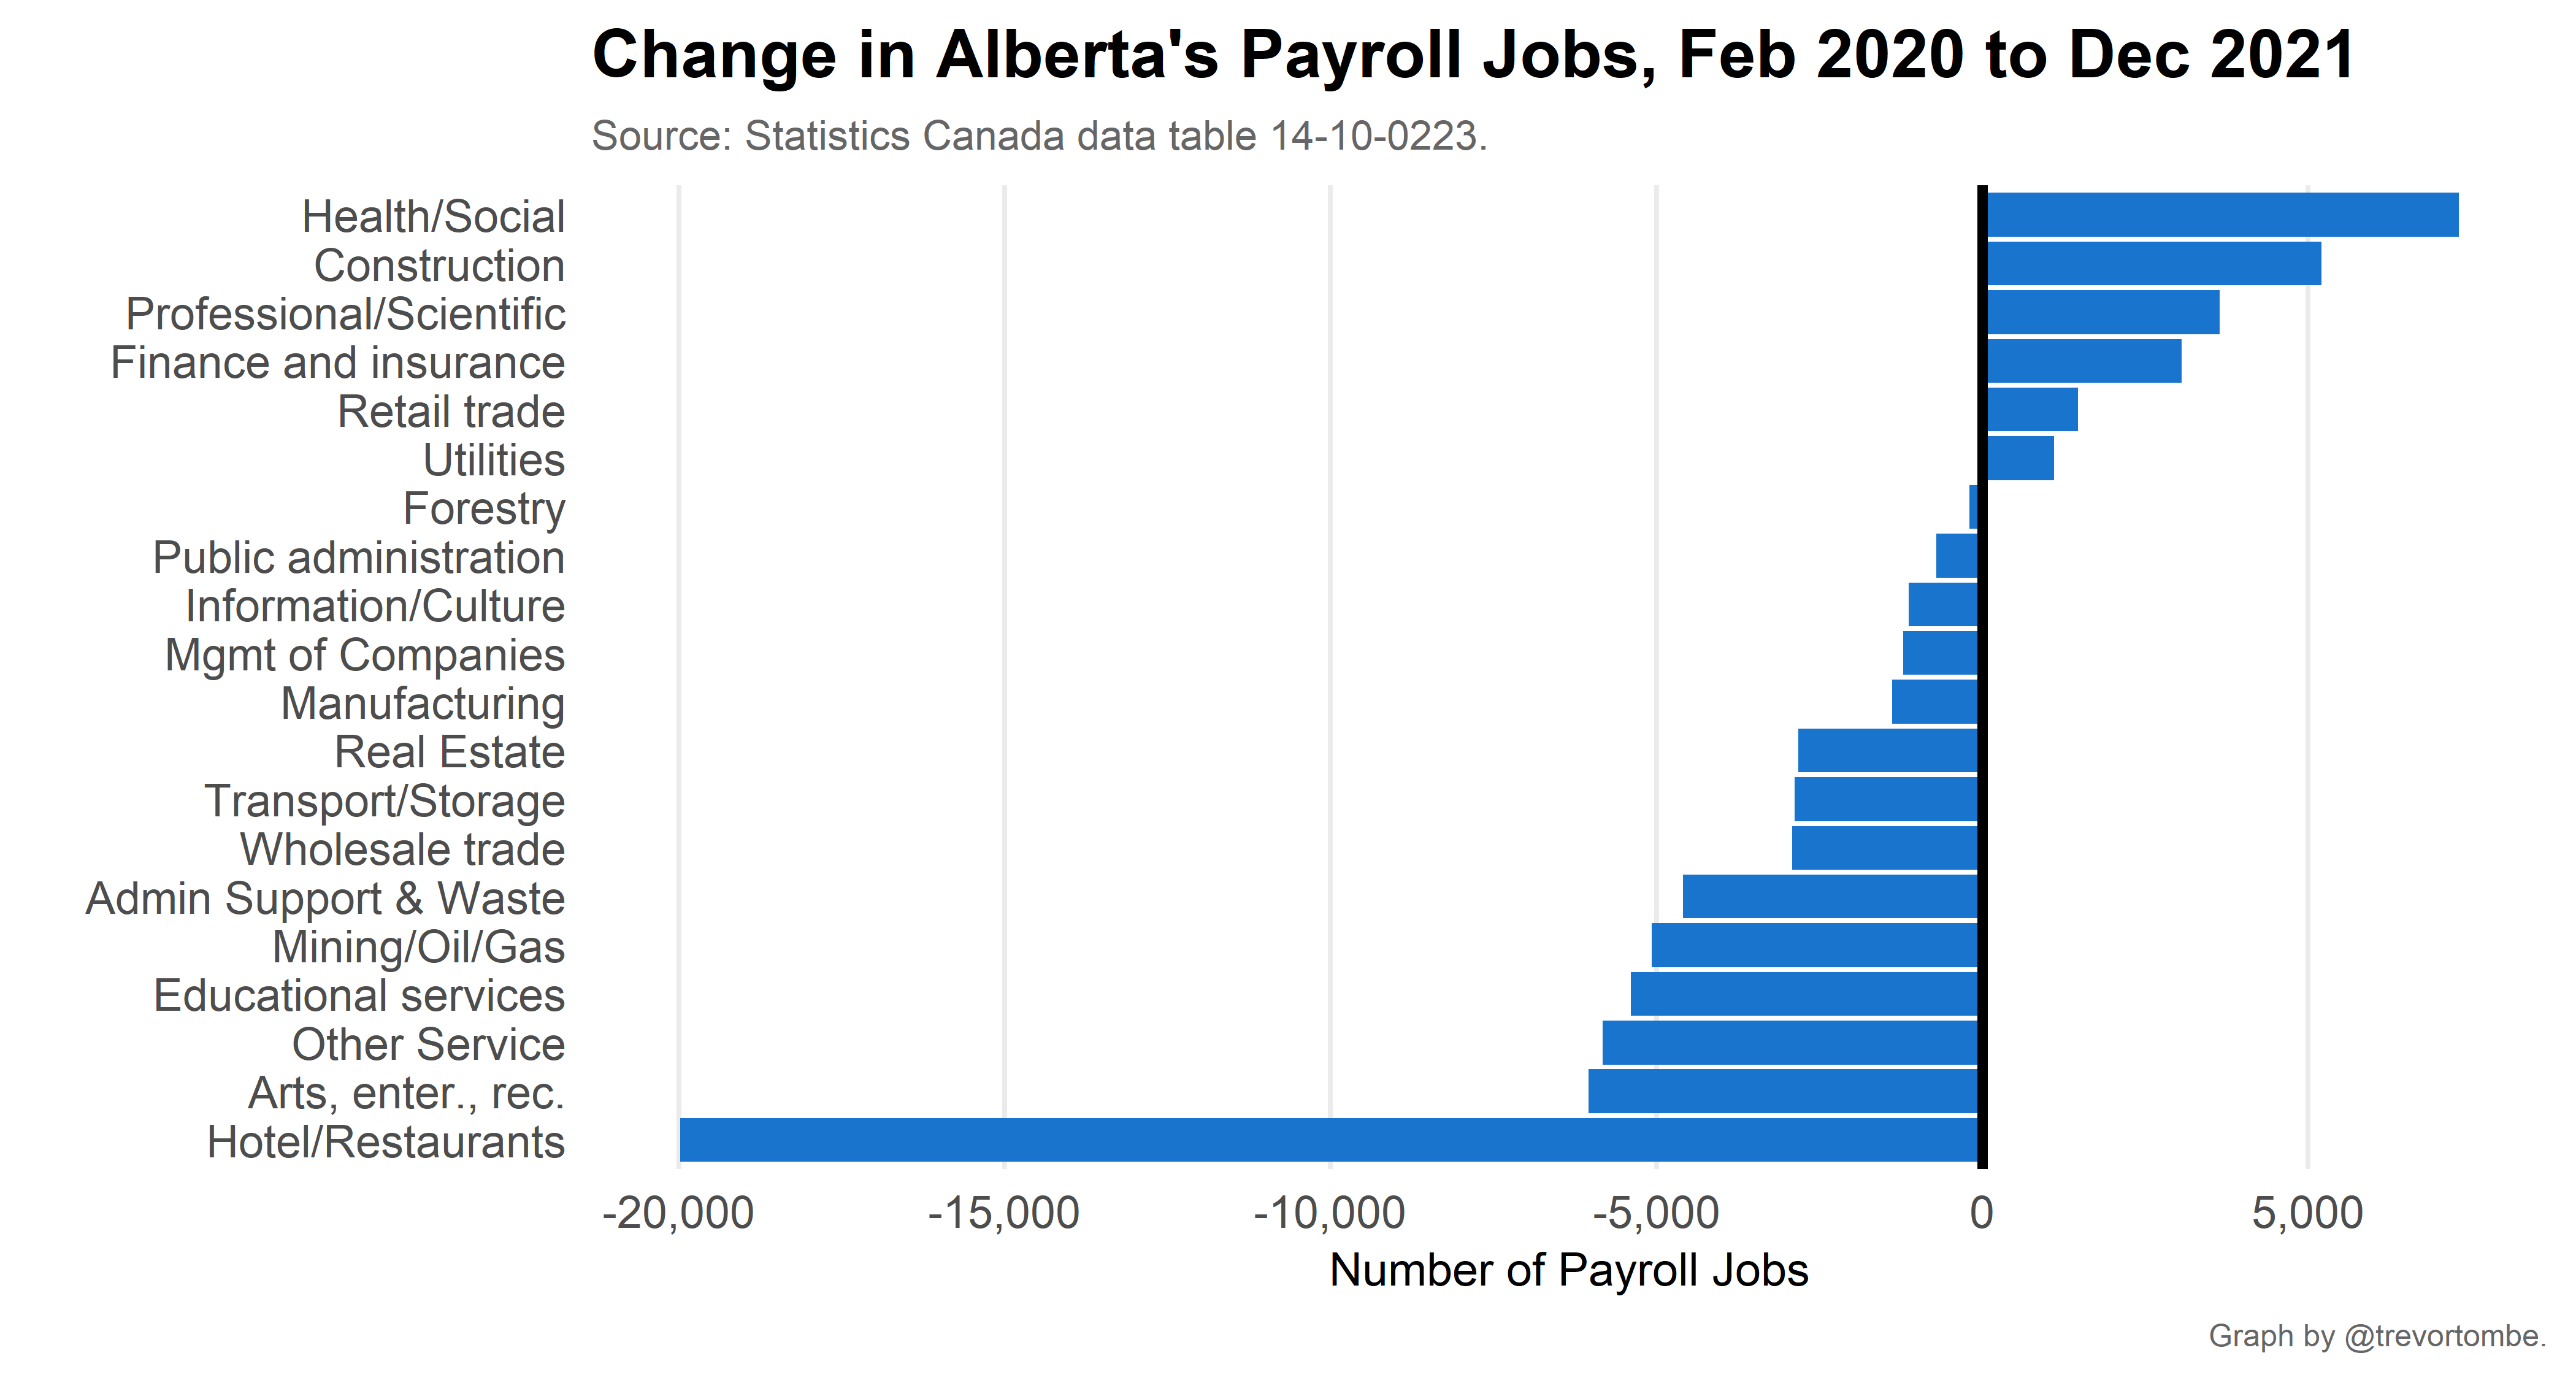 Change in Alberta's Payroll Jobs, Feb 2020 to Dec 2021
Source: Statistics Canada data table 14-10-0223.
Health/Social
Construction
Professional/Scientific
Finance and insurance
Retail trade
Utilities
Forestry
Public administration
Information/Culture
Mgmt of Companies
Manufacturing
Real Estate
Transport/Storage
Wholesale trade
Admin Support & Waste
Mining/Oil/Gas
Educational services
Other Service
Arts, enter., rec.
Hotel/Restaurants
-20,000 -15,000 -10,000 -5,000 0 5,000
Number of Payroll Jobs
Graph by @trevortombe.